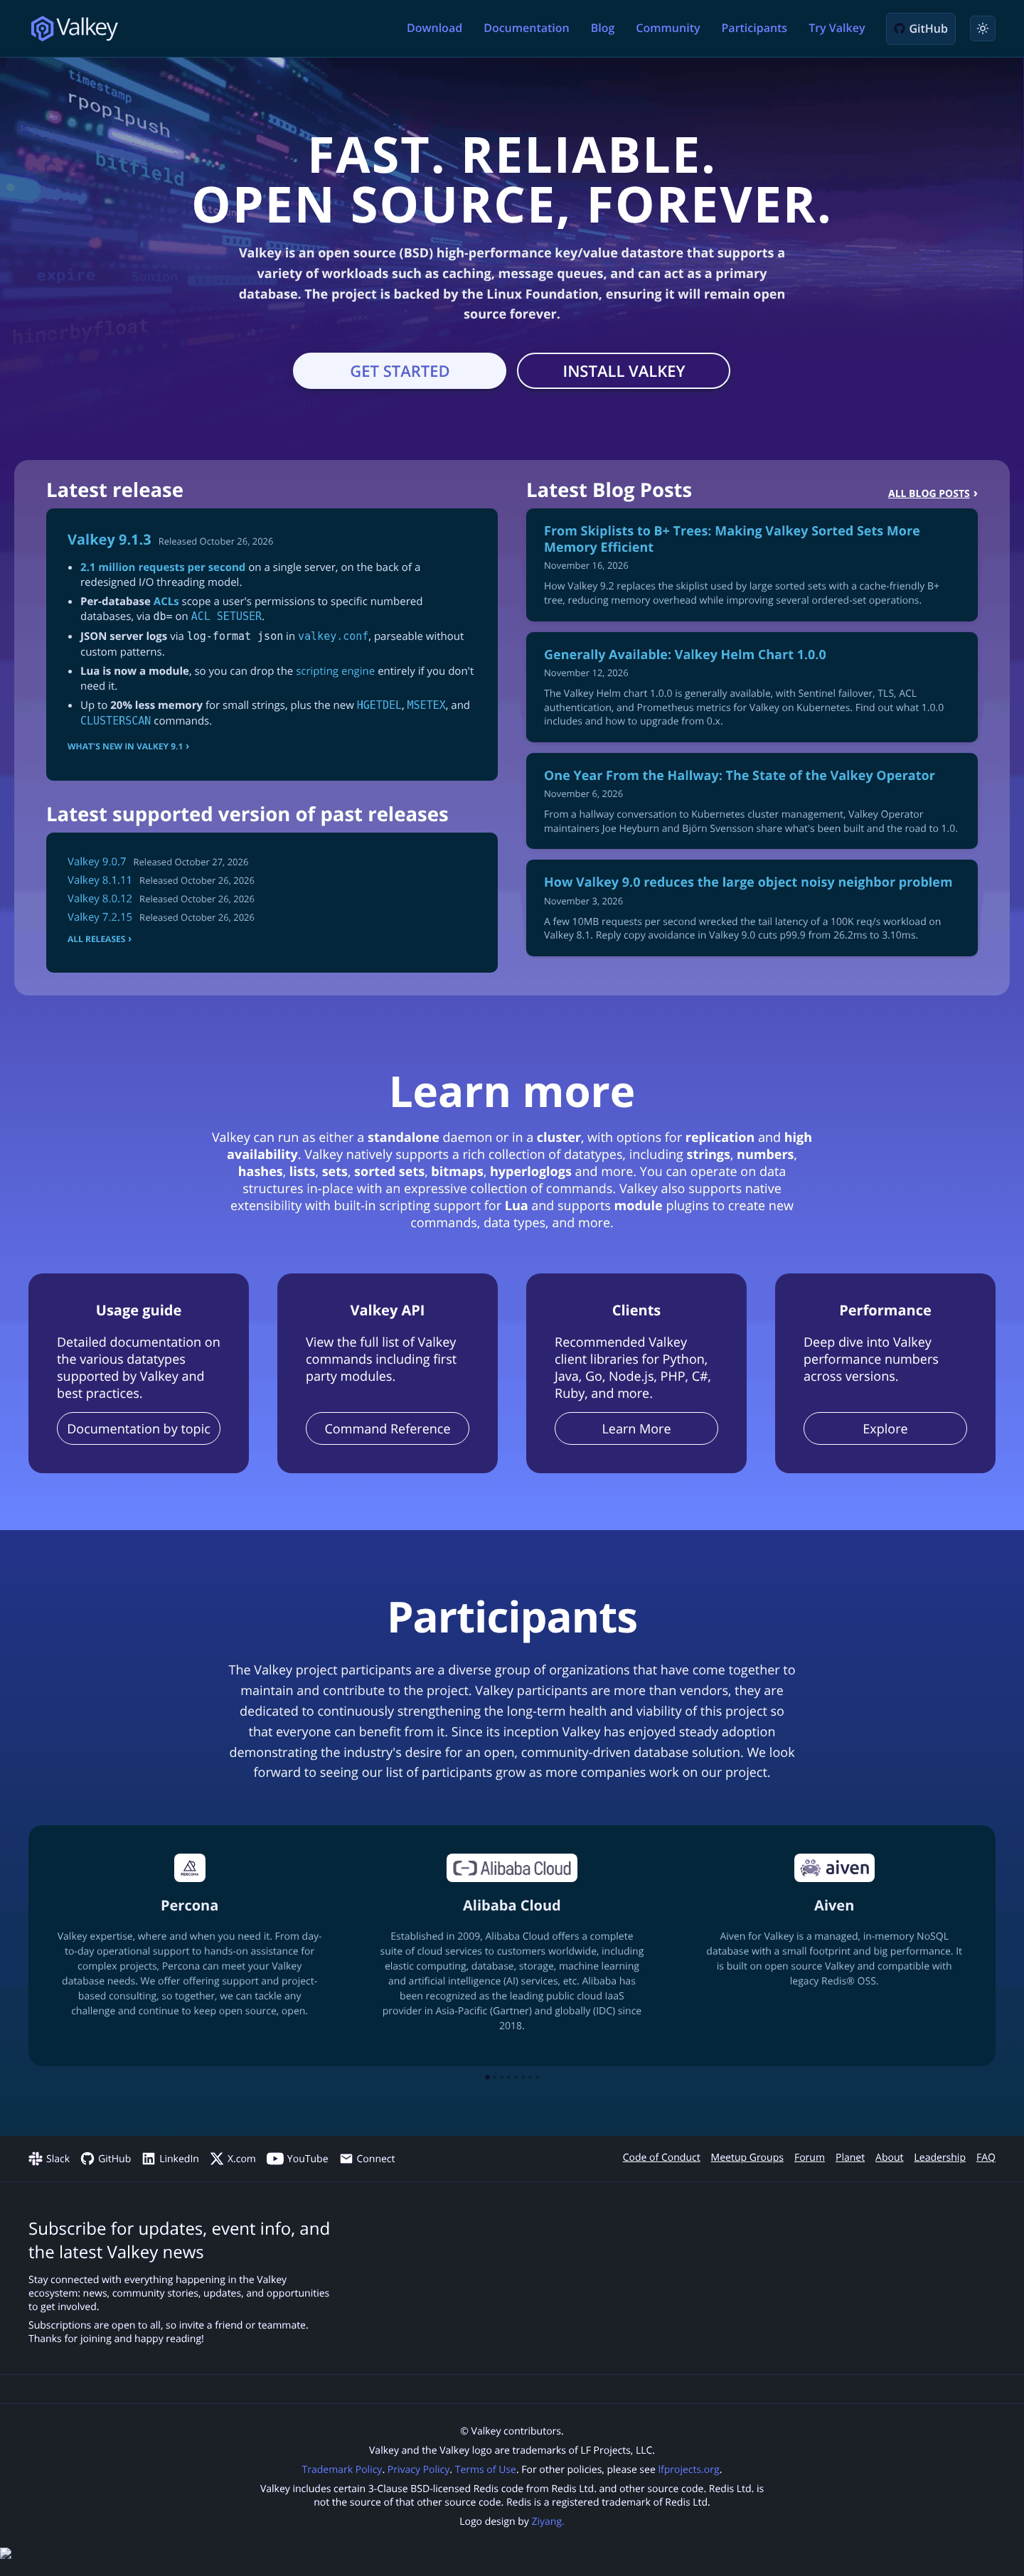 Valkey
Download
Documentation
Blog
Community
Participants
Try Valkey
GitHub
timestamp
rpoplpush
bitfield
expire
hincrbyfloat
FAST. RELIABLE.
OPEN SOURCE, FOREVER.
Valkey is an open source (BSD) high-performance key/value datastore that supports a
variety of workloads such as caching, message queues, and can act as a primary
database. The project is backed by the Linux Foundation, ensuring it will remain open
source forever.
GET STARTED
INSTALL VALKEY
Latest release
Valkey 9.1.3 Released October 26, 2026
• 2.1 million requests per second on a single server, on the back of a
redesigned I/O threading model.
• Per-database ACLs scope a user's permissions to specific numbered
databases, via db= on ACL SETUSER.
• JSON server logs via log-format json in valkey.conf, parseable without
custom patterns.
• Lua is now a module, so you can drop the scripting engine entirely if you don't
need it.
• Up to 20% less memory for small strings, plus the new HGETDEL, MSETEX, and
CLUSTERSCAN commands.
WHAT'S NEW IN VALKEY 9.1 ›
Latest supported version of past releases
Valkey 9.0.7 Released October 27, 2026
Valkey 8.1.11 Released October 26, 2026
Valkey 8.0.12 Released October 26, 2026
Valkey 7.2.15 Released October 26, 2026
ALL RELEASES ›
Latest Blog Posts
ALL BLOG POSTS ›
From Skiplists to B+ Trees: Making Valkey Sorted Sets More
Memory Efficient
November 16, 2026
How Valkey 9.2 replaces the skiplist used by large sorted sets with a cache-friendly B+
tree, reducing memory overhead while improving several ordered-set operations.
Generally Available: Valkey Helm Chart 1.0.0
November 12, 2026
The Valkey Helm chart 1.0.0 is generally available, with Sentinel failover, TLS, ACL
authentication, and Prometheus metrics for Valkey on Kubernetes. Find out what 1.0.0
includes and how to upgrade from 0.x.
One Year From the Hallway: The State of the Valkey Operator
November 6, 2026
From a hallway conversation to Kubernetes cluster management, Valkey Operator
maintainers Joe Heyburn and Björn Svensson share what's been built and the road to 1.0.
How Valkey 9.0 reduces the large object noisy neighbor problem
November 3, 2026
A few 10MB requests per second wrecked the tail latency of a 100K req/s workload on
Valkey 8.1. Reply copy avoidance in Valkey 9.0 cuts p99.9 from 26.2ms to 3.10ms.
Learn more
Valkey can run as either a standalone daemon or in a cluster, with options for replication and high
availability. Valkey natively supports a rich collection of datatypes, including strings, numbers,
hashes, lists, sets, sorted sets, bitmaps, hyperloglogs and more. You can operate on data
structures in-place with an expressive collection of commands. Valkey also supports native
extensibility with built-in scripting support for Lua and supports module plugins to create new
commands, data types, and more.
Usage guide
Detailed documentation on
the various datatypes
supported by Valkey and
best practices.
Documentation by topic
Valkey API
View the full list of Valkey
commands including first
party modules.
Command Reference
Clients
Recommended Valkey
client libraries for Python,
Java, Go, Node.js, PHP, C#,
Ruby, and more.
Learn More
Performance
Deep dive into Valkey
performance numbers
across versions.
Explore
Participants
The Valkey project participants are a diverse group of organizations that have come together to
maintain and contribute to the project. Valkey participants are more than vendors, they are
dedicated to continuously strengthening the long-term health and viability of this project so
that everyone can benefit from it. Since its inception Valkey has enjoyed steady adoption
demonstrating the industry's desire for an open, community-driven database solution. We look
forward to seeing our list of participants grow as more companies work on our project.
PERCONA
Percona
Valkey expertise, where and when you need it. From day-
to-day operational support to hands-on assistance for
complex projects, Percona can meet your Valkey
database needs. We offer offering support and project-
based consulting, so together, we can tackle any
challenge and continue to keep open source, open.
Alibaba Cloud
Alibaba Cloud
Established in 2009, Alibaba Cloud offers a complete
suite of cloud services to customers worldwide, including
elastic computing, database, storage, machine learning
and artificial intelligence (AI) services, etc. Alibaba has
been recognized as the leading public cloud IaaS
provider in Asia-Pacific (Gartner) and globally (IDC) since
2018.
aiven
Aiven
Aiven for Valkey is a managed, in-memory NoSQL
database with a small footprint and big performance. It
is built on open source Valkey and compatible with
legacy Redis® OSS.
Slack
GitHub
LinkedIn
X.com
YouTube
Connect
Code of Conduct
Meetup Groups
Forum
Planet
About
Leadership
FAQ
Subscribe for updates, event info, and
the latest Valkey news
Stay connected with everything happening in the Valkey
ecosystem: news, community stories, updates, and opportunities
to get involved.
Subscriptions are open to all, so invite a friend or teammate.
Thanks for joining and happy reading!
© Valkey contributors.
Valkey and the Valkey logo are trademarks of LF Projects, LLC.
Trademark Policy. Privacy Policy. Terms of Use. For other policies, please see lfprojects.org.
Valkey includes certain 3-Clause BSD-licensed Redis code from Redis Ltd. and other source code. Redis Ltd. is
not the source of that other source code. Redis is a registered trademark of Redis Ltd.
Logo design by Ziyang.